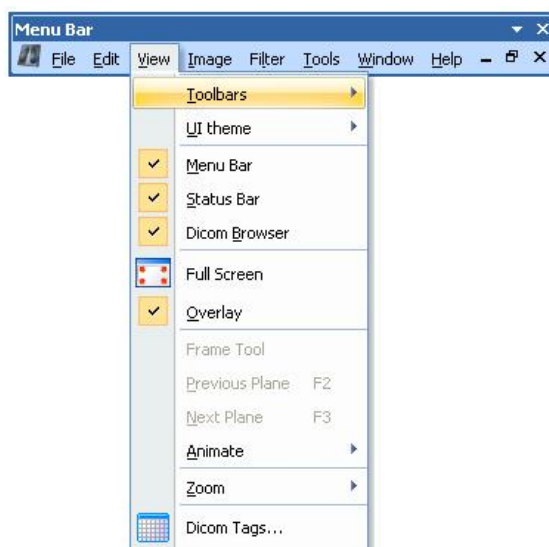 Menu Bar
File Edit View Image Filter Tools Window Help
Toolbars
UI theme
Menu Bar
Status Bar
Dicom Browser
Full Screen
Overlay
Frame Tool
Previous Plane F2
Next Plane F3
Animate
Zoom
Dicom Tags...